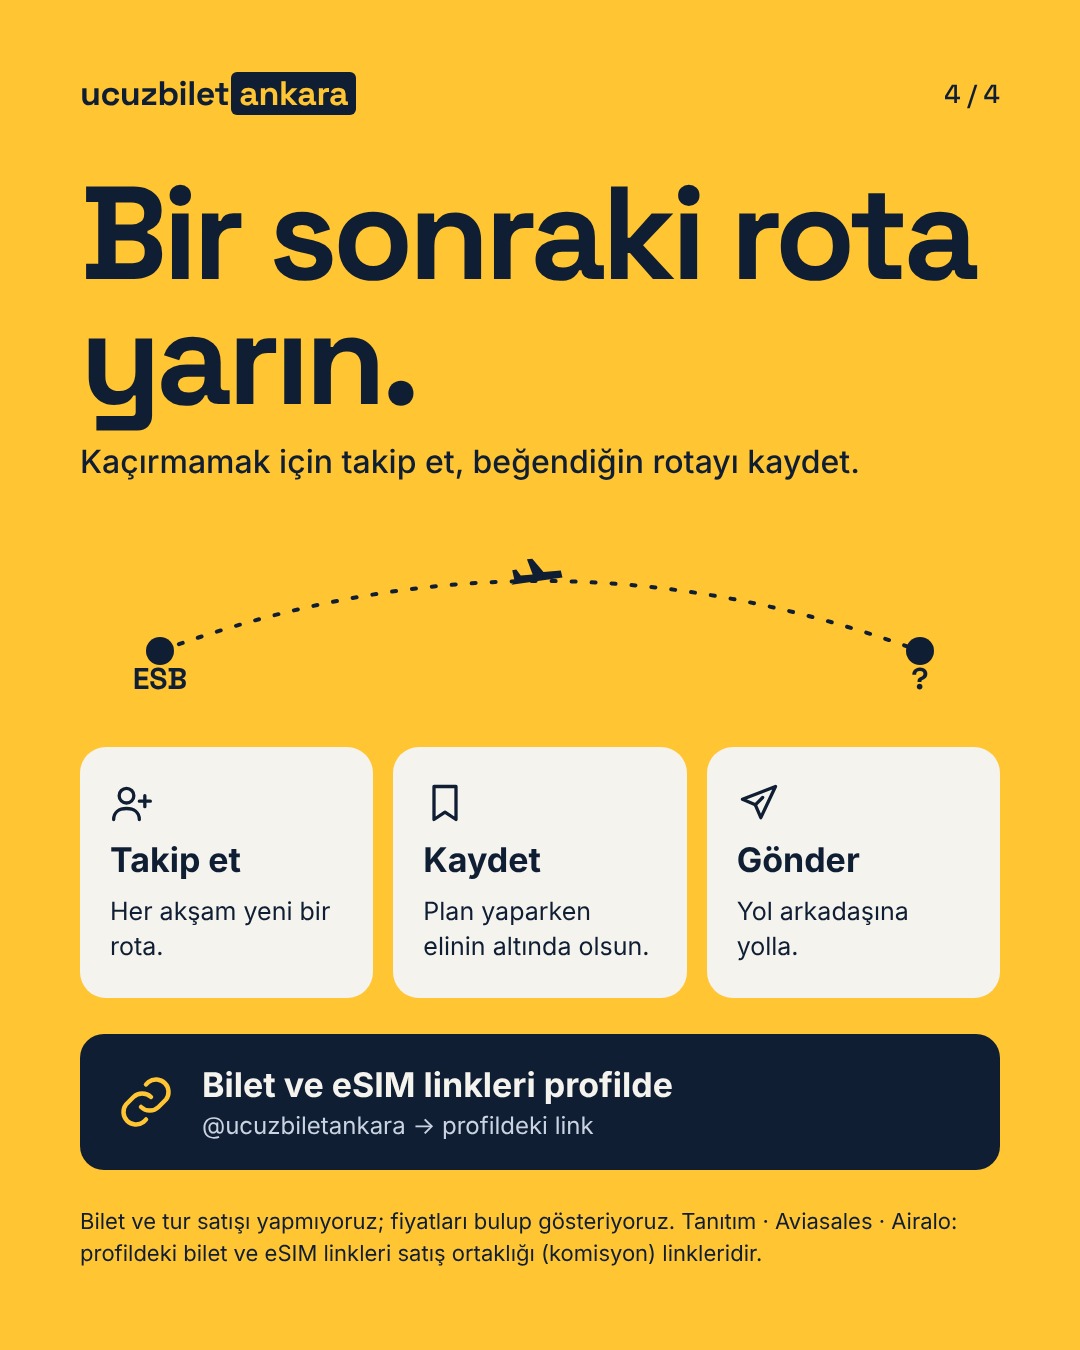 ucuzbiletankara
4 / 4
Bir sonraki rota
yarın.
Kaçırmamak için takip et, beğendiğin rotayı kaydet.
ESB
?
Takip et
Her akşam yeni bir
rota.
Kaydet
Plan yaparken
elinin altında olsun.
Gönder
Yol arkadaşına
yolla.
Bilet ve eSIM linkleri profilde
@ucuzbiletankara → profildeki link
Bilet ve tur satışı yapmıyoruz; fiyatları bulup gösteriyoruz. Tanıtım · Aviasales · Airalo:
profildeki bilet ve eSIM linkleri satış ortaklığı (komisyon) linkleridir.